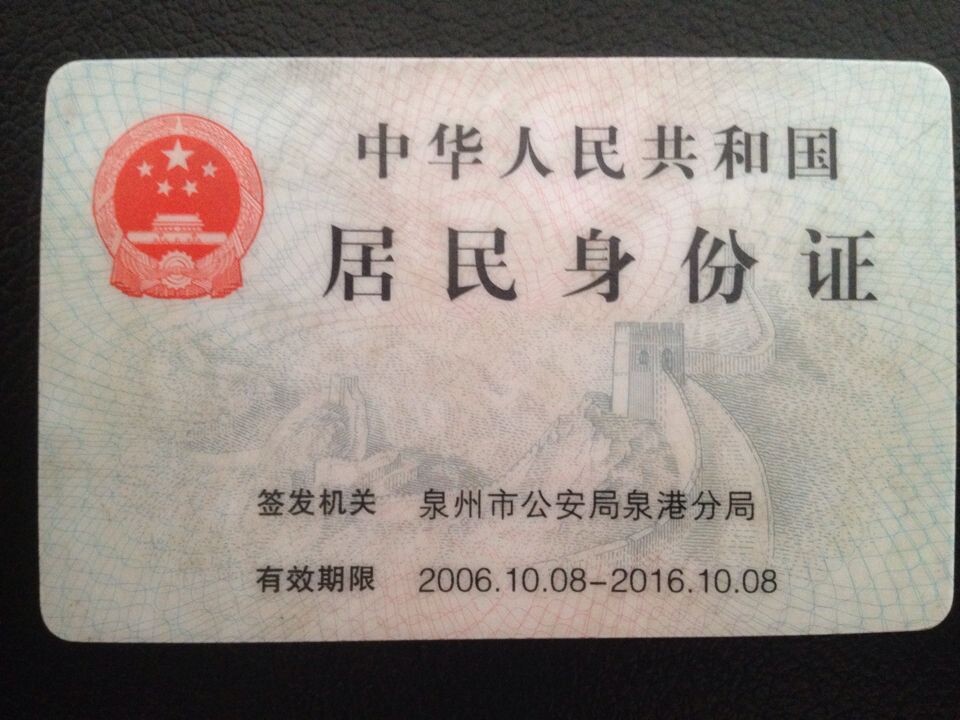 中华人民共和国
居民身份证
签发机关 泉州市公安局泉港分局
有效期限 2006.10.08-2016.10.08